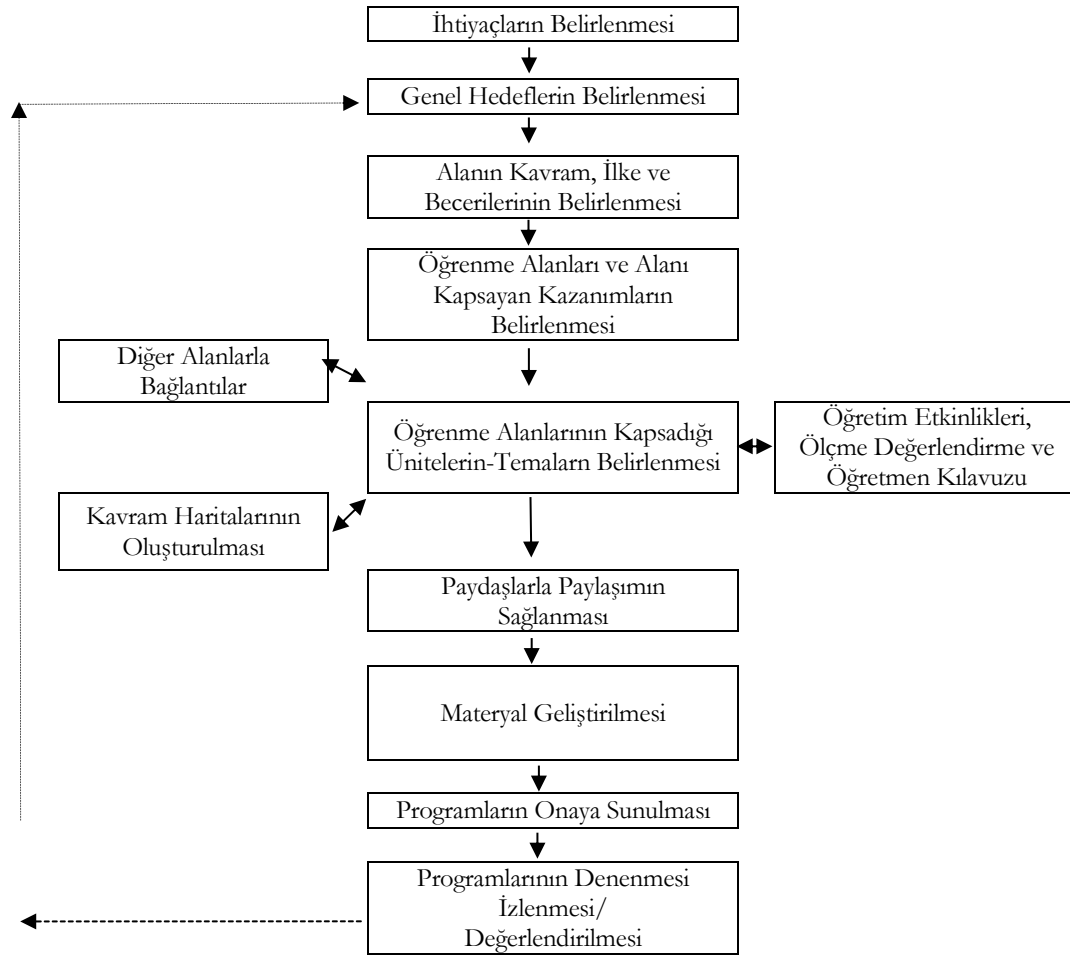 İhtiyaçların Belirlenmesi
Genel Hedeflerin Belirlenmesi
Alanın Kavram, İlke ve
Becerilerinin Belirlenmesi
Öğrenme Alanları ve Alanı
Kapsayan Kazanımların
Belirlenmesi
Diğer Alanlarla
Bağlantılar
Öğrenme Alanlarının Kapsadığı
Ünitelerin-Temaların Belirlenmesi
Öğretim Etkinlikleri,
Ölçme Değerlendirme ve
Öğretmen Kılavuzu
Kavram Haritalarının
Oluşturulması
Paydaşlarla Paylaşımın
Sağlanması
Materyal Geliştirilmesi
Programların Onaya Sunulması
Programlarının Denenmesi
İzlenmesi/
Değerlendirilmesi